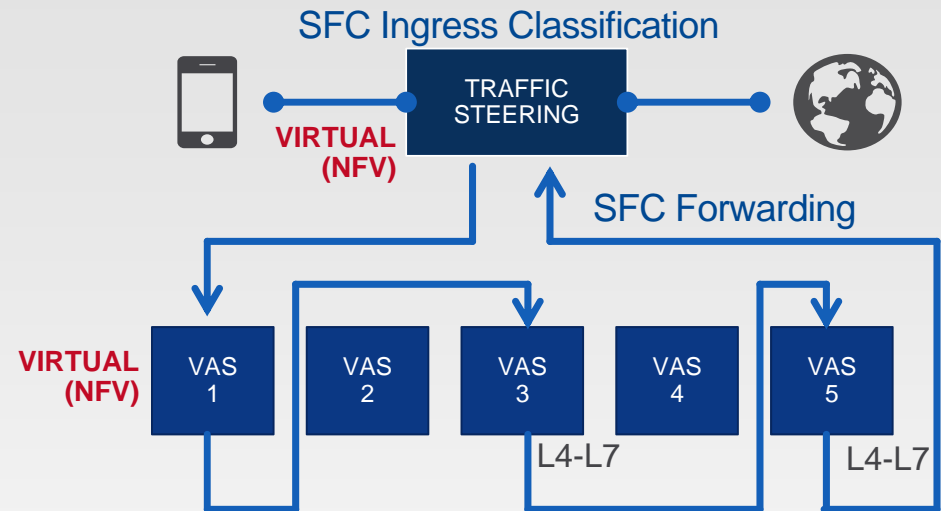 SFC Ingress Classification
TRAFFIC
STEERING
VIRTUAL
(NFV)
SFC Forwarding
VIRTUAL
(NFV)
VAS
1
VAS
2
VAS
3
VAS
4
VAS
5
L4-L7
L4-L7